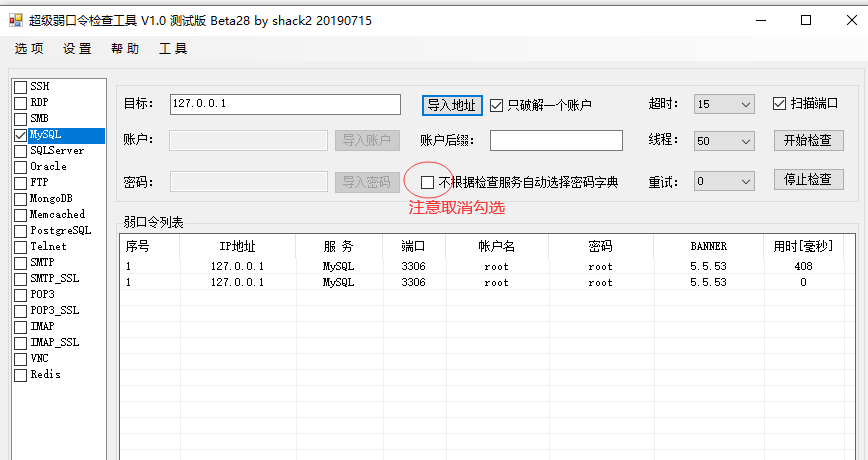 超级弱口令检查工具 V1.0 测试版 Beta28 by shack2 20190715
选 项 设 置 帮 助 工 具
SSH
RDP
SMB
MySQL
SQLServer
Oracle
FTP
MongoDB
Memcached
PostgreSQL
Telnet
SMTP
SMTP_SSL
POP3
POP3_SSL
IMAP
IMAP_SSL
VNC
Redis
目标: 127.0.0.1 导入地址 只破解一个账户 超时: 15 扫描端口
账户: 导入账户 账户后缀: 线程: 50 开始检查
密码: 导入密码 不根据检查服务自动选择密码字典 重试: 0 停止检查
注意取消勾选
弱口令列表
序号 IP地址 服 务 端口 帐户名 密码 BANNER 用时[毫秒]
1 127.0.0.1 MySQL 3306 root root 5.5.53 408
1 127.0.0.1 MySQL 3306 root root 5.5.53 0